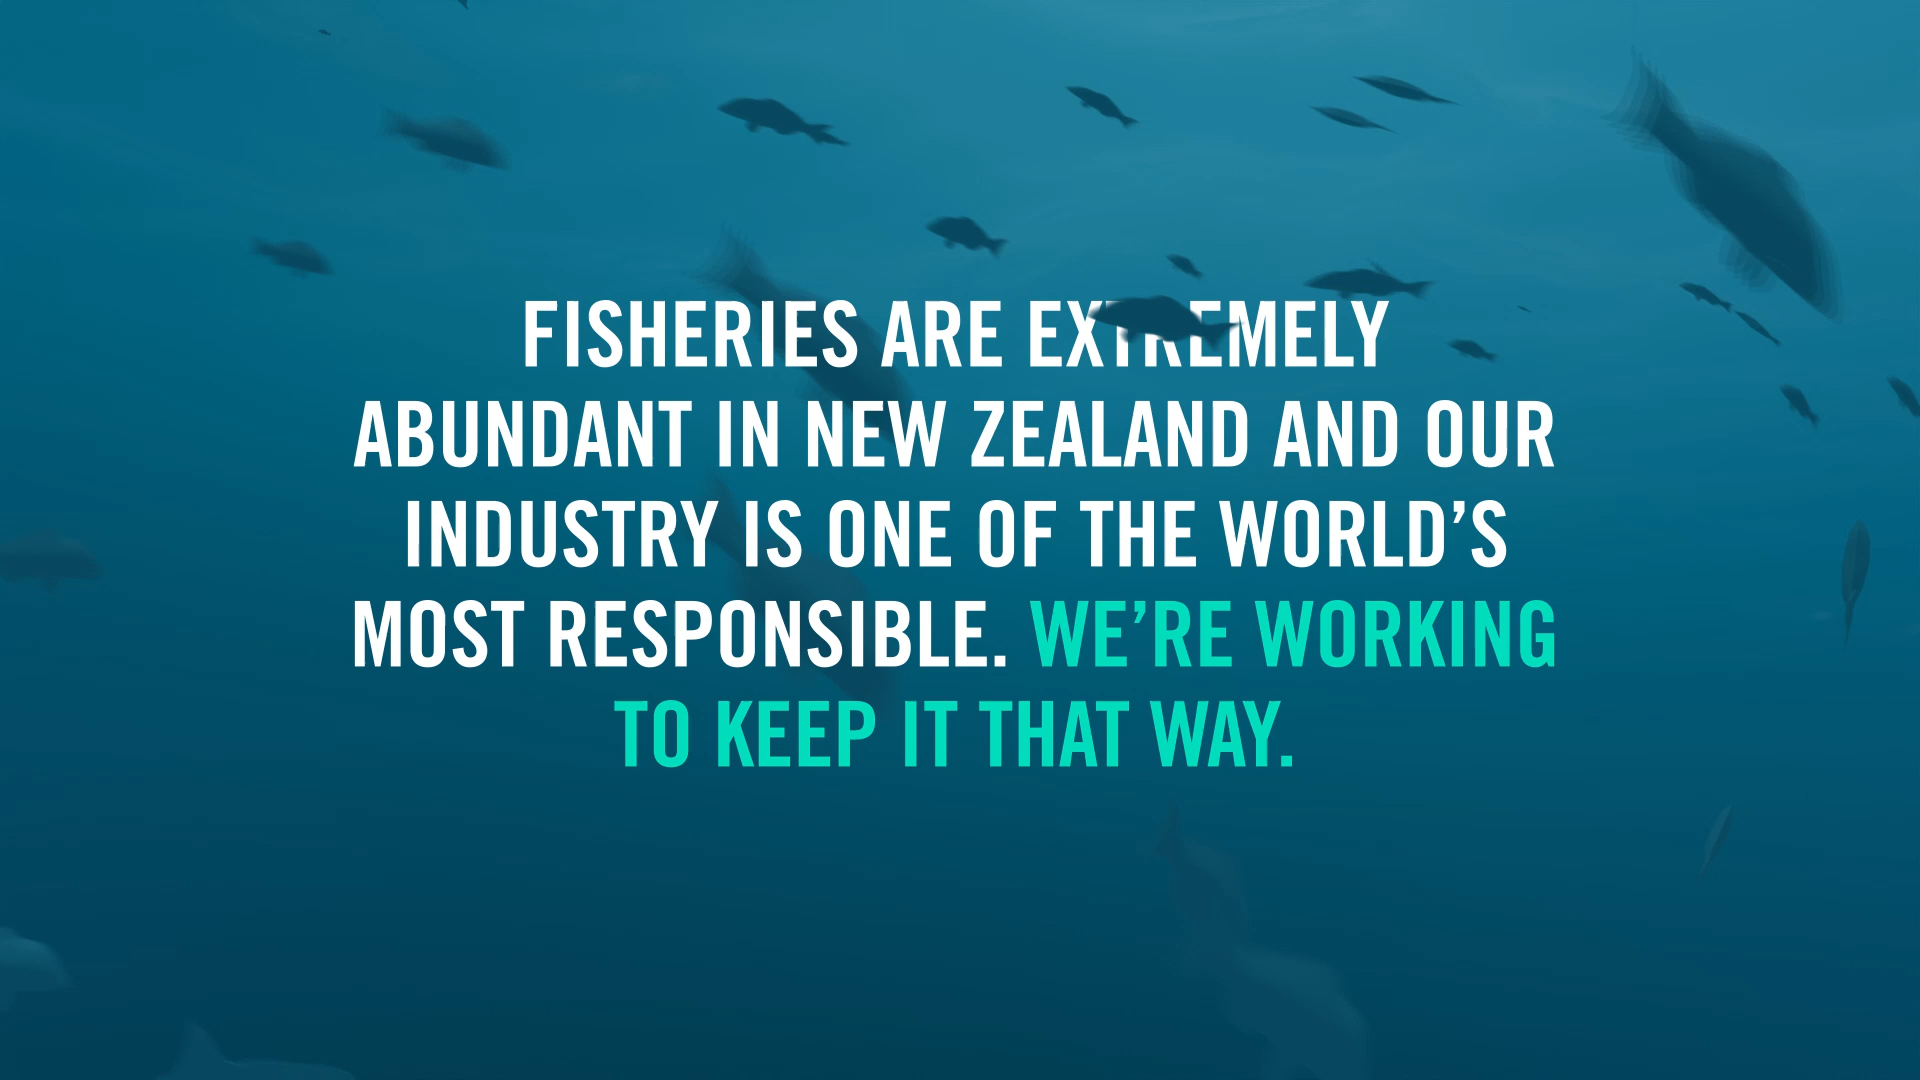 FISHERIES ARE EXTREMELY
ABUNDANT IN NEW ZEALAND AND OUR
INDUSTRY IS ONE OF THE WORLD’S
MOST RESPONSIBLE. WE’RE WORKING
TO KEEP IT THAT WAY.